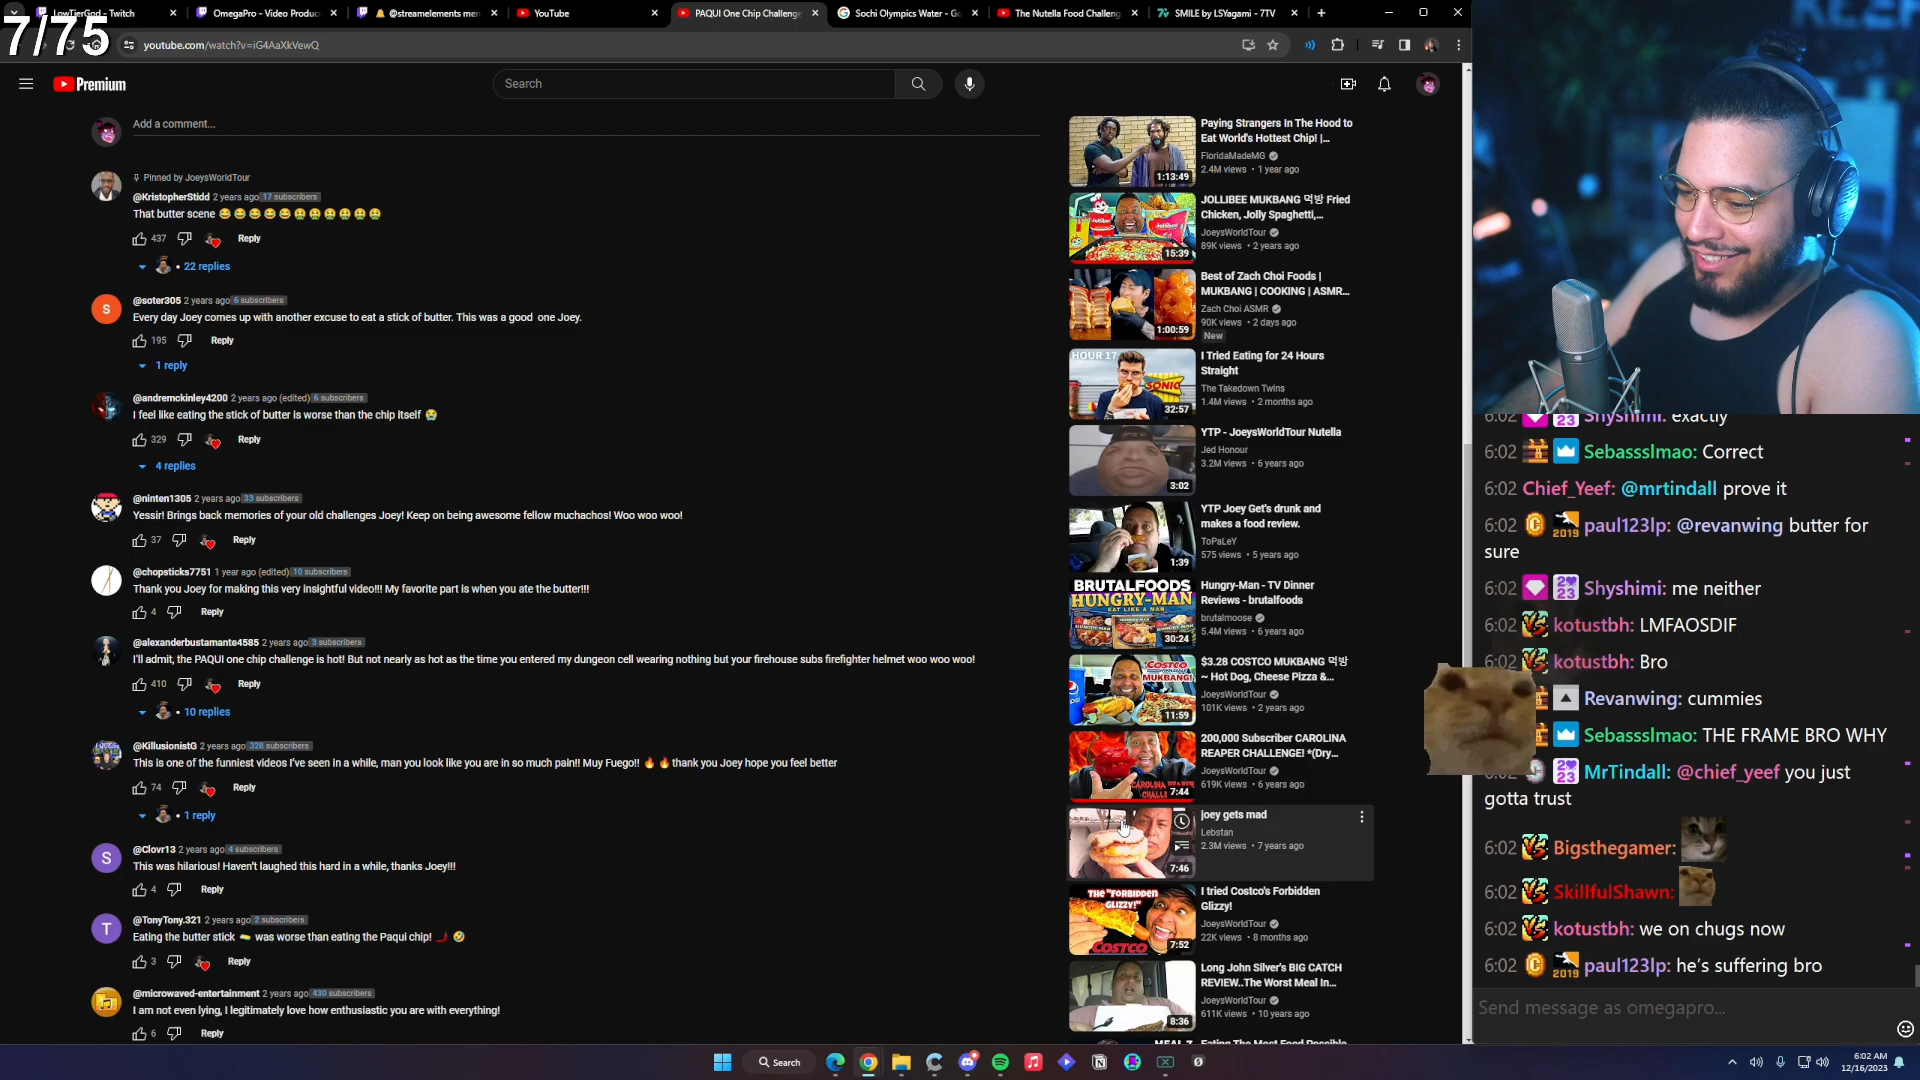 LowTierGod - Twitch
OmegaPro - Video Produc
@streamelements men
YouTube
PAQUI One Chip Challenge
Sochi Olympics Water - Go
The Nutella Food Challeng
SMILE by LSYagami - 7TV
7/75
youtube.com/watch?v=iG4AaXkVewQ
Premium
Search
Add a comment...
Pinned by JoeysWorldTour
@KristopherStidd 2 years ago 17 subscribers
That butter scene 😂😂😂😂😂🤮🤮🤮🤮🤮🤮
437 Reply
• 22 replies
S
@soter305 2 years ago 6 subscribers
Every day Joey comes up with another excuse to eat a stick of butter. This was a good one Joey.
195 Reply
1 reply
@andremckinley4200 2 years ago (edited) 6 subscribers
I feel like eating the stick of butter is worse than the chip itself 😭
329 Reply
4 replies
@ninten1305 2 years ago 33 subscribers
Yessir! Brings back memories of your old challenges Joey! Keep on being awesome fellow muchachos! Woo woo woo!
37 Reply
@chopsticks7751 1 year ago (edited) 10 subscribers
Thank you Joey for making this very insightful video!!! My favorite part is when you ate the butter!!!
4 Reply
@alexanderbustamante4585 2 years ago 3 subscribers
I'll admit, the PAQUI one chip challenge is hot! But not nearly as hot as the time you entered my dungeon cell wearing nothing but your firehouse subs firefighter helmet woo woo woo!
410 Reply
• 10 replies
@KillusionistG 2 years ago 328 subscribers
This is one of the funniest videos I've seen in a while, man you look like you are in so much pain!! Muy Fuego!! 🔥 🔥thank you Joey hope you feel better
74 Reply
• 1 reply
S
@Clovr13 2 years ago 4 subscribers
This was hilarious! Haven't laughed this hard in a while, thanks Joey!!!
4 Reply
T
@TonyTony.321 2 years ago 2 subscribers
Eating the butter stick 🧈 was worse than eating the Paqui chip! 🌶️ 🤣
3 Reply
@microwaved-entertainment 2 years ago 430 subscribers
I am not even lying, I legitimately love how enthusiastic you are with everything!
6 Reply
1:13:49
Paying Strangers In The Hood to
Eat World's Hottest Chip! |...
FloridaMadeMG
2.4M views • 1 year ago
Jollibee
15:39
JOLLIBEE MUKBANG 먹방 Fried
Chicken, Jolly Spaghetti,...
JoeysWorldTour
89K views • 2 years ago
1:00:59
Best of Zach Choi Foods |
MUKBANG | COOKING | ASMR...
Zach Choi ASMR
90K views • 2 days ago
New
HOUR 17
SONIC
32:57
I Tried Eating for 24 Hours
Straight
The Takedown Twins
1.4M views • 2 months ago
3:02
YTP - JoeysWorldTour Nutella
Jed Honour
3.2M views • 6 years ago
1:39
YTP Joey Get's drunk and
makes a food review.
ToPaLeY
575 views • 5 years ago
BRUTALFOODS
HUNGRY-MAN
EAT LIKE A MAN
30:24
Hungry-Man - TV Dinner
Reviews - brutalfoods
brutalmoose
5.4M views • 6 years ago
COSTCO
MUKBANG!
11:59
$3.28 COSTCO MUKBANG 먹방
~ Hot Dog, Cheese Pizza &...
JoeysWorldTour
101K views • 2 years ago
CAROLINA REAPER
CHALL
7:44
200,000 Subscriber CAROLINA
REAPER CHALLENGE! *(Dry...
JoeysWorldTour
619K views • 6 years ago
7:46
joey gets mad
Lebstan
2.3M views • 7 years ago
THE "FORBIDDEN
GLIZZY!"
COSTCO
7:52
I tried Costco's Forbidden
Glizzy!
JoeysWorldTour
22K views • 8 months ago
8:36
Long John Silver's BIG CATCH
REVIEW..The Worst Meal In...
JoeysWorldTour
611K views • 10 years ago
6:02 Shyshimi: exactly
6:02 Sebassslmao: Correct
6:02 Chief_Yeef: @mrtindall prove it
6:02 paul123lp: @revanwing butter for
sure
6:02 Shyshimi: me neither
6:02 kotustbh: LMFAOSDIF
6:02 kotustbh: Bro
Revanwing: cummies
Sebassslmao: THE FRAME BRO WHY
MrTindall: @chief_yeef you just
gotta trust
6:02 Bigsthegamer:
6:02 SkillfulShawn:
6:02 kotustbh: we on chugs now
6:02 paul123lp: he's suffering bro
Send message as omegapro...
Search
6:02 AM
12/16/2023